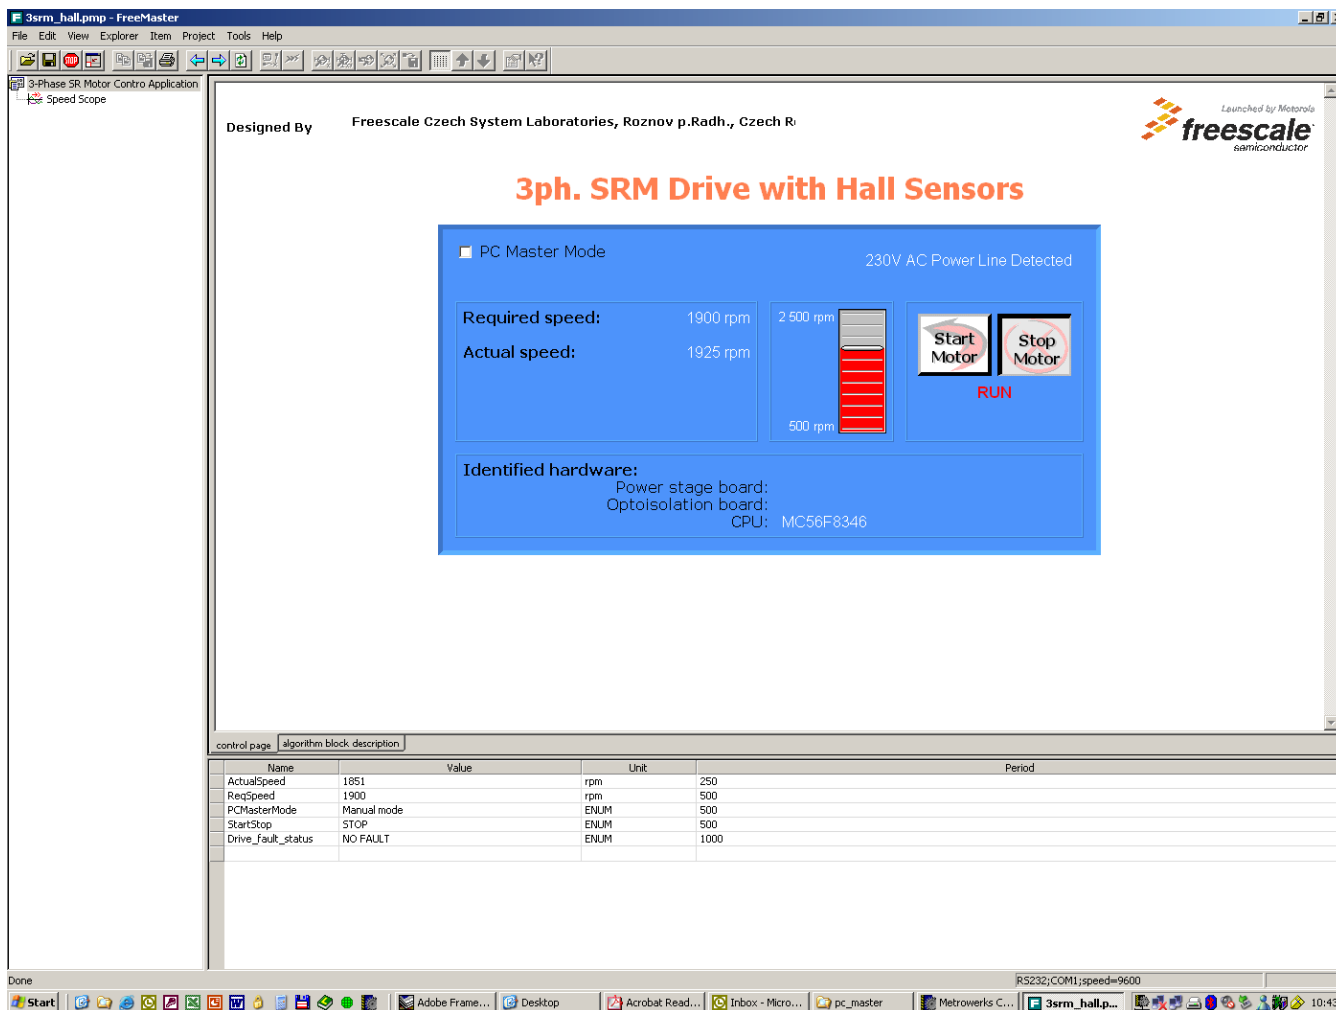 3srm_hall.pmp - FreeMaster
File Edit View Explorer Item Project Tools Help
STOP
3-Phase SR Motor Contro Application
Speed Scope
Designed By Freescale Czech System Laboratories, Roznov p.Radh., Czech R
Launched by Motorola
freescale
semiconductor
3ph. SRM Drive with Hall Sensors
PC Master Mode
230V AC Power Line Detected
Required speed: 1900 rpm
Actual speed: 1925 rpm
2 500 rpm
500 rpm
Start Motor
Stop Motor
RUN
Identified hardware:
Power stage board:
Optoisolation board:
CPU: MC56F8346
control page algorithm block description
Name Value Unit Period
ActualSpeed 1851 rpm 250
ReqSpeed 1900 rpm 500
PCMasterMode Manual mode ENUM 500
StartStop STOP ENUM 500
Drive_fault_status NO FAULT ENUM 1000
Done
RS232;COM1;speed=9600
Start Adobe Frame... Desktop Acrobat Read... Inbox - Micro... pc_master Metrowerks C... 3srm_hall.p... 10:43